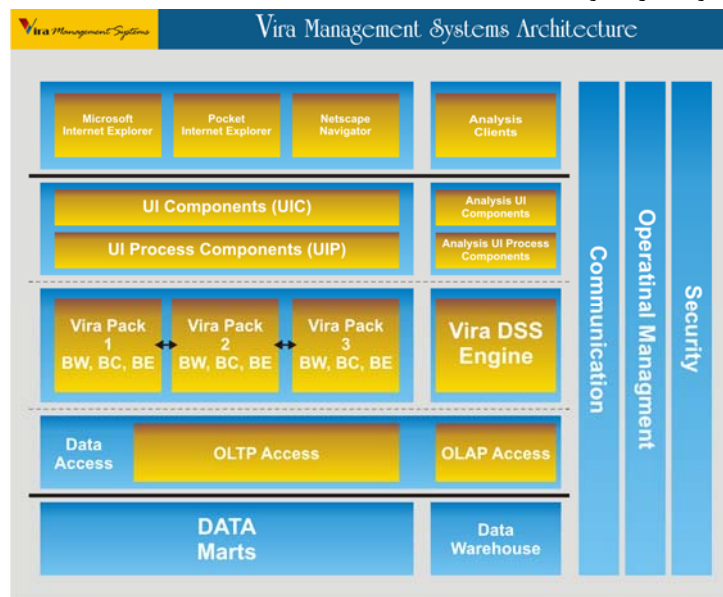 Vira Management Systems
Vira Management Systems Architecture
Microsoft
Internet Explorer
Pocket
Internet Explorer
Netscape
Navigator
Analysis
Clients
UI Components (UIC)
Analysis UI
Components
UI Process Components (UIP)
Analysis UI Process
Components
Vira Pack
1
BW, BC, BE
Vira Pack
2
BW, BC, BE
Vira Pack
3
BW, BC, BE
Vira DSS
Engine
Data
Access
OLTP Access
OLAP Access
DATA
Marts
Data
Warehouse
Communication
Operatinal Managment
Security